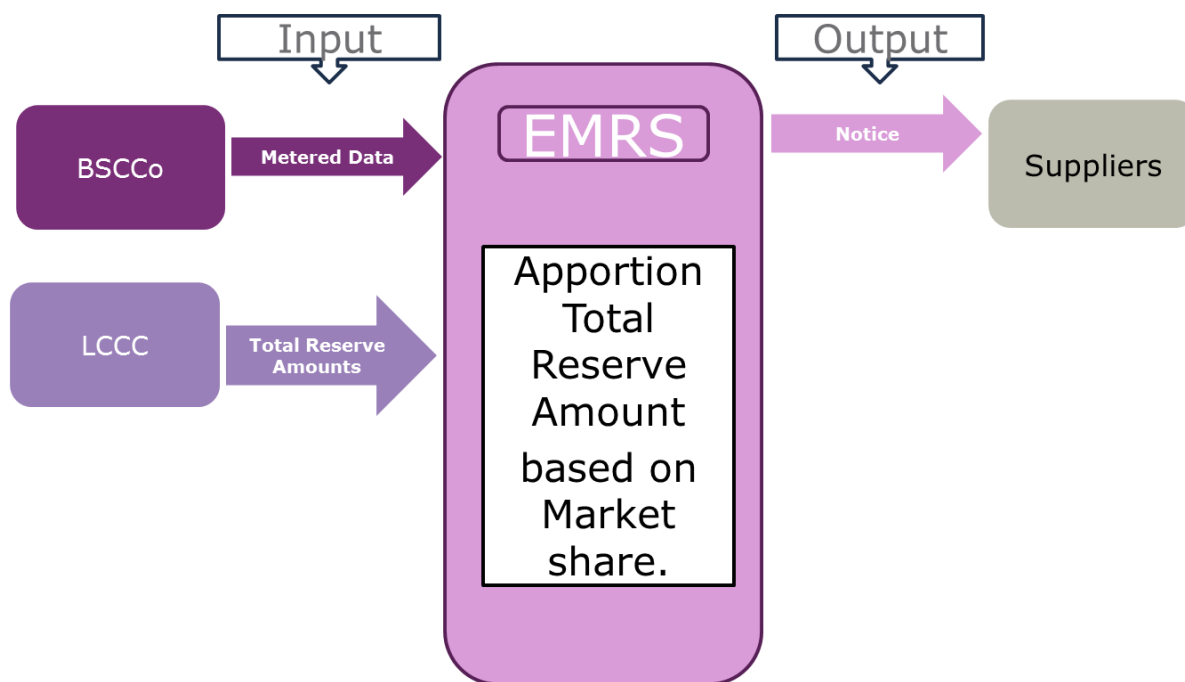 Input
Output
BSCCo
Metered Data
EMRS
Notice
Suppliers
LCCC
Total Reserve
Amounts
Apportion
Total
Reserve
Amount
based on
Market
share.